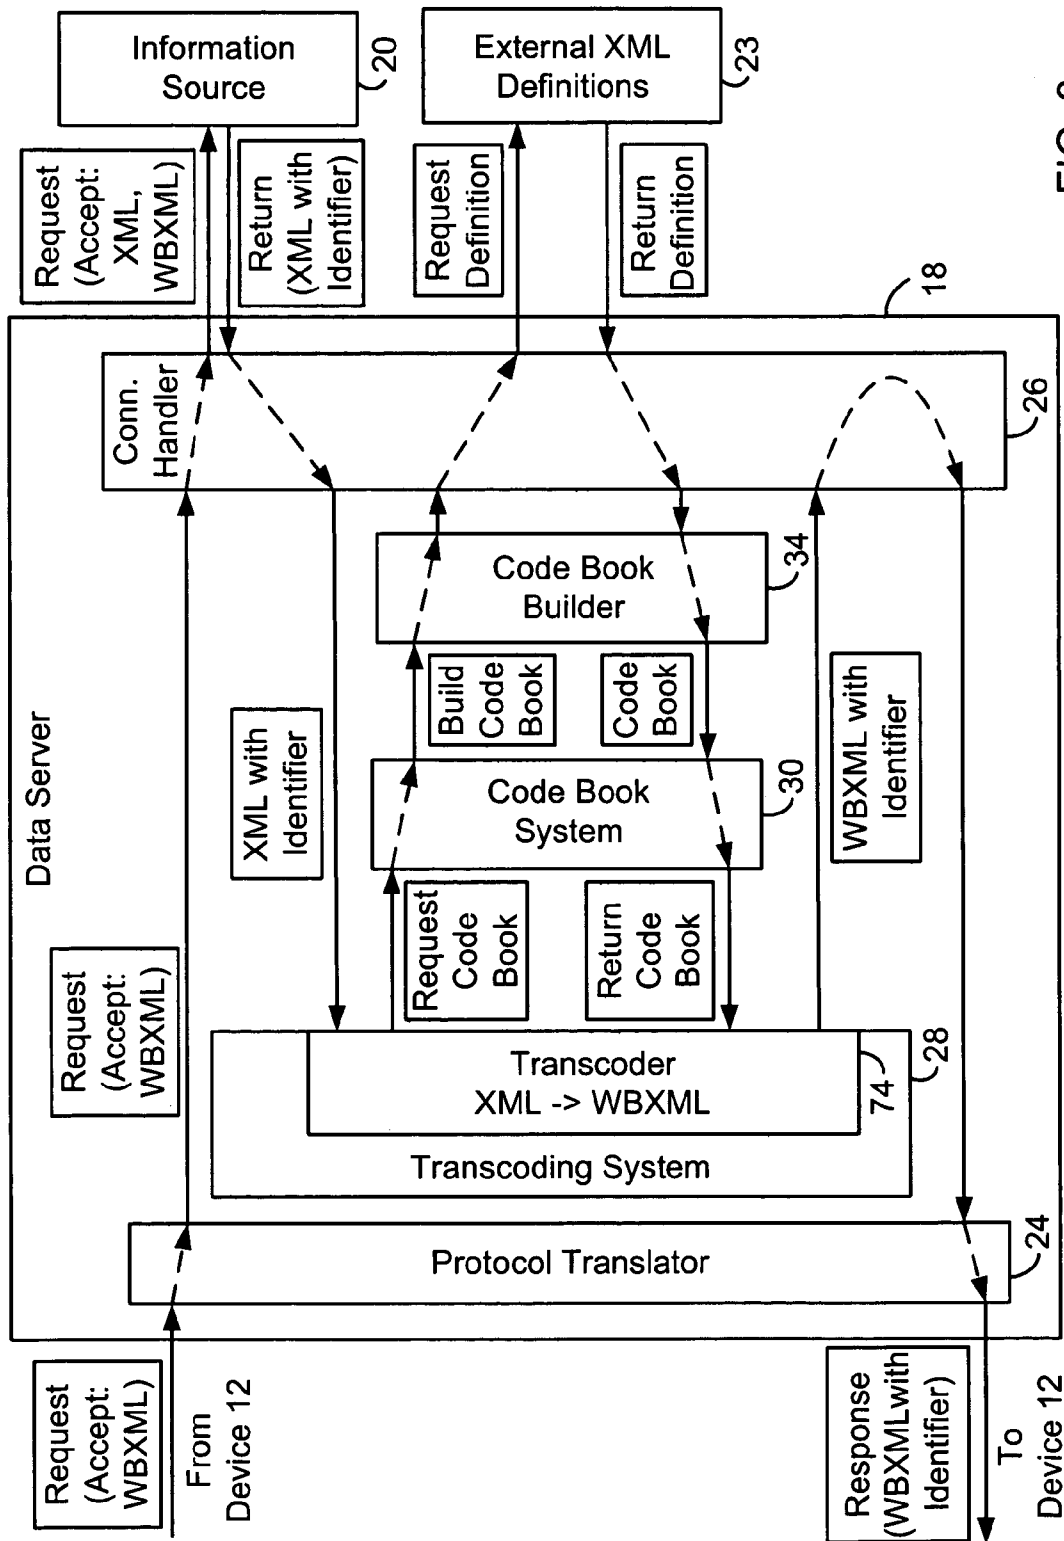 Data Server
Request
(Accept:
WBXML)
From
Device 12
Response
(WBXMLwith
Identifier)
To
Device 12
Protocol Translator
24
Request
(Accept:
WBXML)
Transcoding System
28
Transcoder
XML -> WBXML
74
XML with
Identifier
Request
Code
Book
Return
Code
Book
Code Book
System
30
Build
Code
Book
Code
Book
Code Book
Builder
34
WBXML with
Identifier
Conn.
Handler
26
18
Request
(Accept:
XML,
WBXML)
Return
(XML with
Identifier)
Request
Definition
Return
Definition
Information
Source
20
External XML
Definitions
23
FIG.